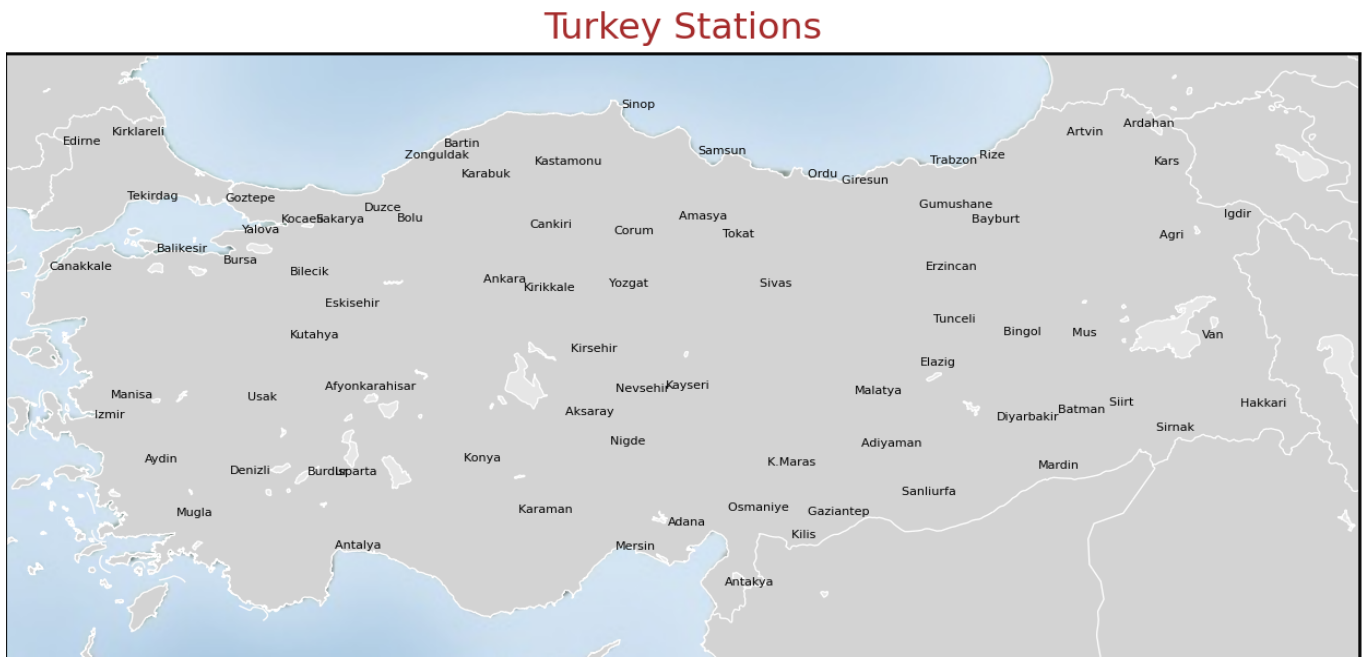 Turkey Stations
Sinop
Ardahan
Kirklareli
Artvin
Edirne
Bartin
Samsun
Zonguldak
Rize
Trabzon
Kastamonu
Kars
Karabuk
Ordu
Giresun
Tekirdag
Goztepe
Gumushane
Duzce
Igdir
Amasya
Kocaeli
Sakarya
Bolu
Bayburt
Cankiri
Yalova
Corum
Tokat
Agri
Balikesir
Bursa
Canakkale
Erzincan
Bilecik
Ankara
Yozgat
Sivas
Kirikkale
Eskisehir
Tunceli
Bingol
Mus
Kutahya
Van
Kirsehir
Elazig
Kayseri
Afyonkarahisar
Nevsehir
Malatya
Manisa
Usak
Siirt
Hakkari
Batman
Aksaray
Izmir
Diyarbakir
Sirnak
Nigde
Adiyaman
Konya
Aydin
K.Maras
Mardin
Denizli
Burdur
Isparta
Sanliurfa
Osmaniye
Karaman
Gaziantep
Mugla
Adana
Kilis
Antalya
Mersin
Antakya